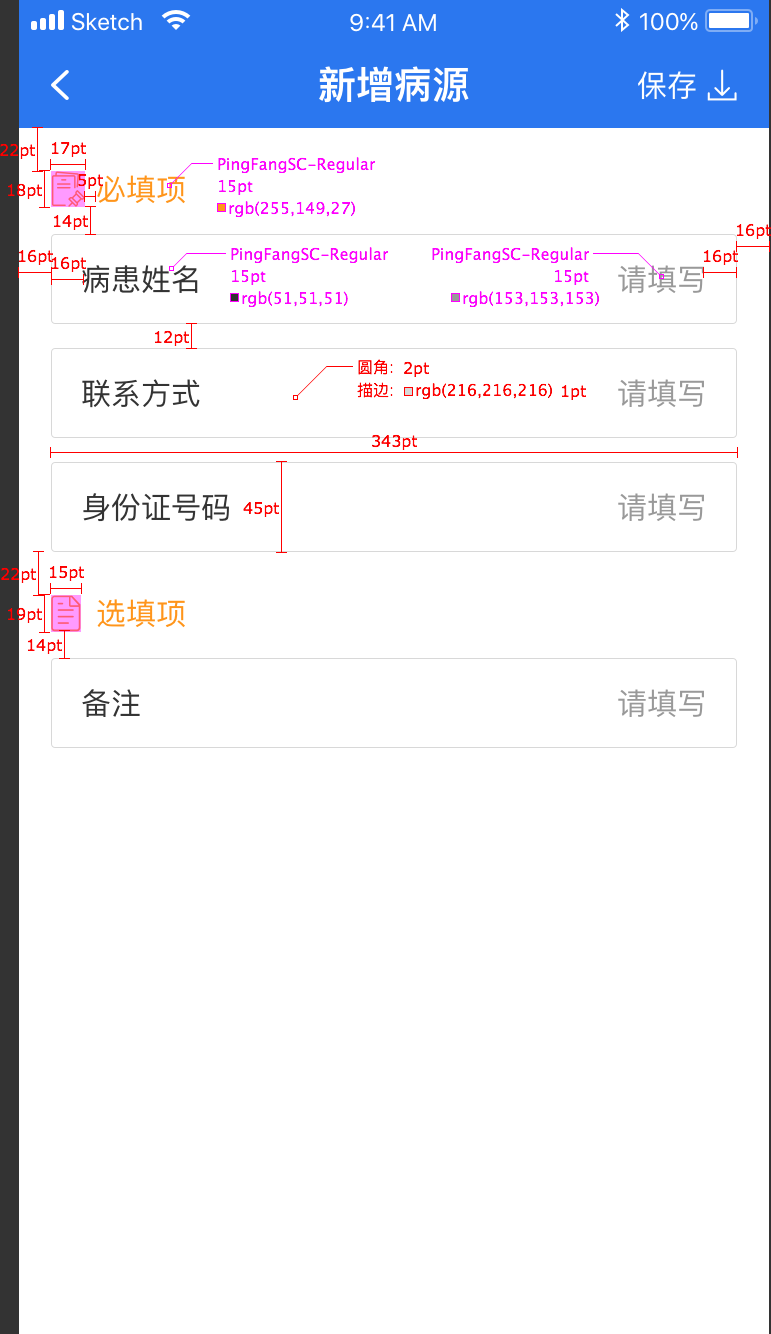 Sketch 9:41 AM 100%
新增病源 保存
22pt 17pt
PingFangSC-Regular
18pt 5pt 必填项 15pt
rgb(255,149,27)
14pt
16pt
16pt 16pt 病患姓名 PingFangSC-Regular PingFangSC-Regular 请填写 16pt
15pt 15pt
rgb(51,51,51) rgb(153,153,153)
12pt
联系方式 圆角: 2pt 请填写
描边: rgb(216,216,216) 1pt
343pt
身份证号码 45pt 请填写
22pt 15pt
19pt 选填项
14pt
备注 请填写